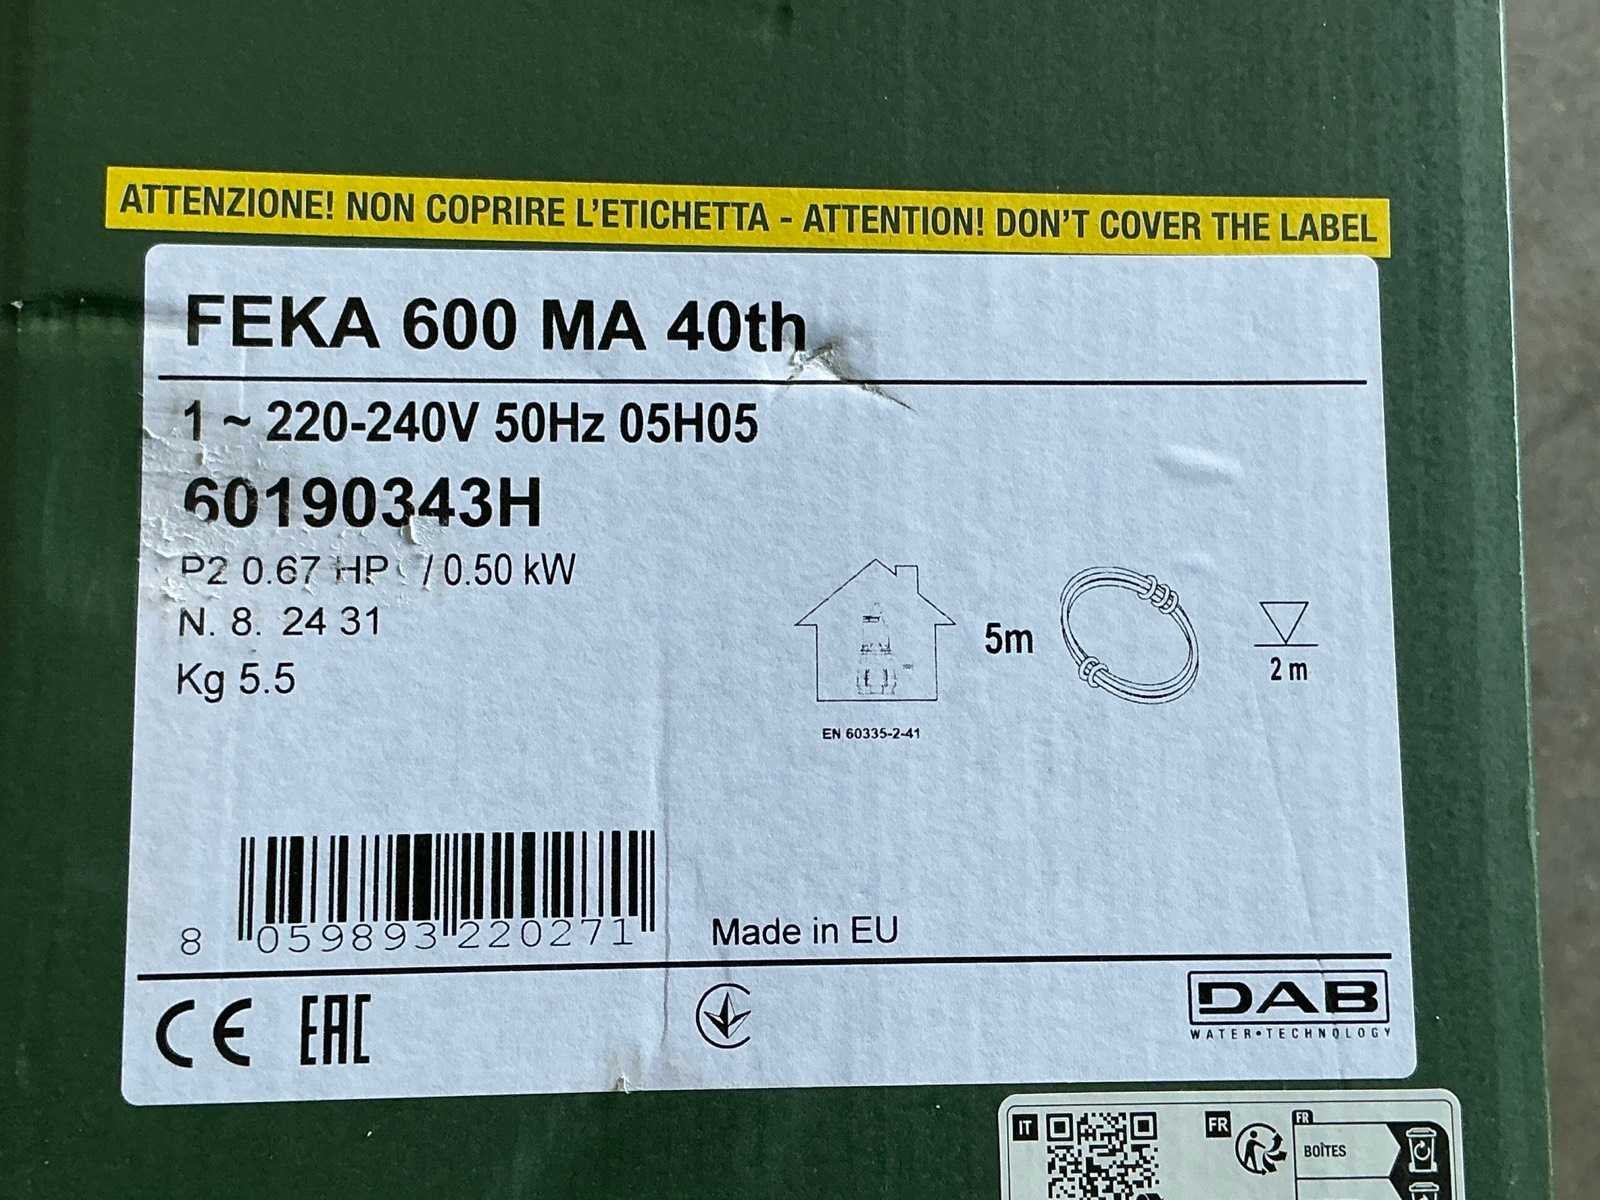 ATTENZIONE! NON COPRIRE L'ETICHETTA - ATTENTION! DON'T COVER THE LABEL
FEKA 600 MA 40th
1 ~ 220-240V 50Hz 05H05
60190343H
P2 0.67 HP / 0.50 kW
N. 8. 24 31
Kg 5.5
5m
2 m
EN 60335-2-41
8 059893 220271
Made in EU
CE EAC
DAB
WATER•TECHNOLOGY
IT
FR
FR
BOÎTES